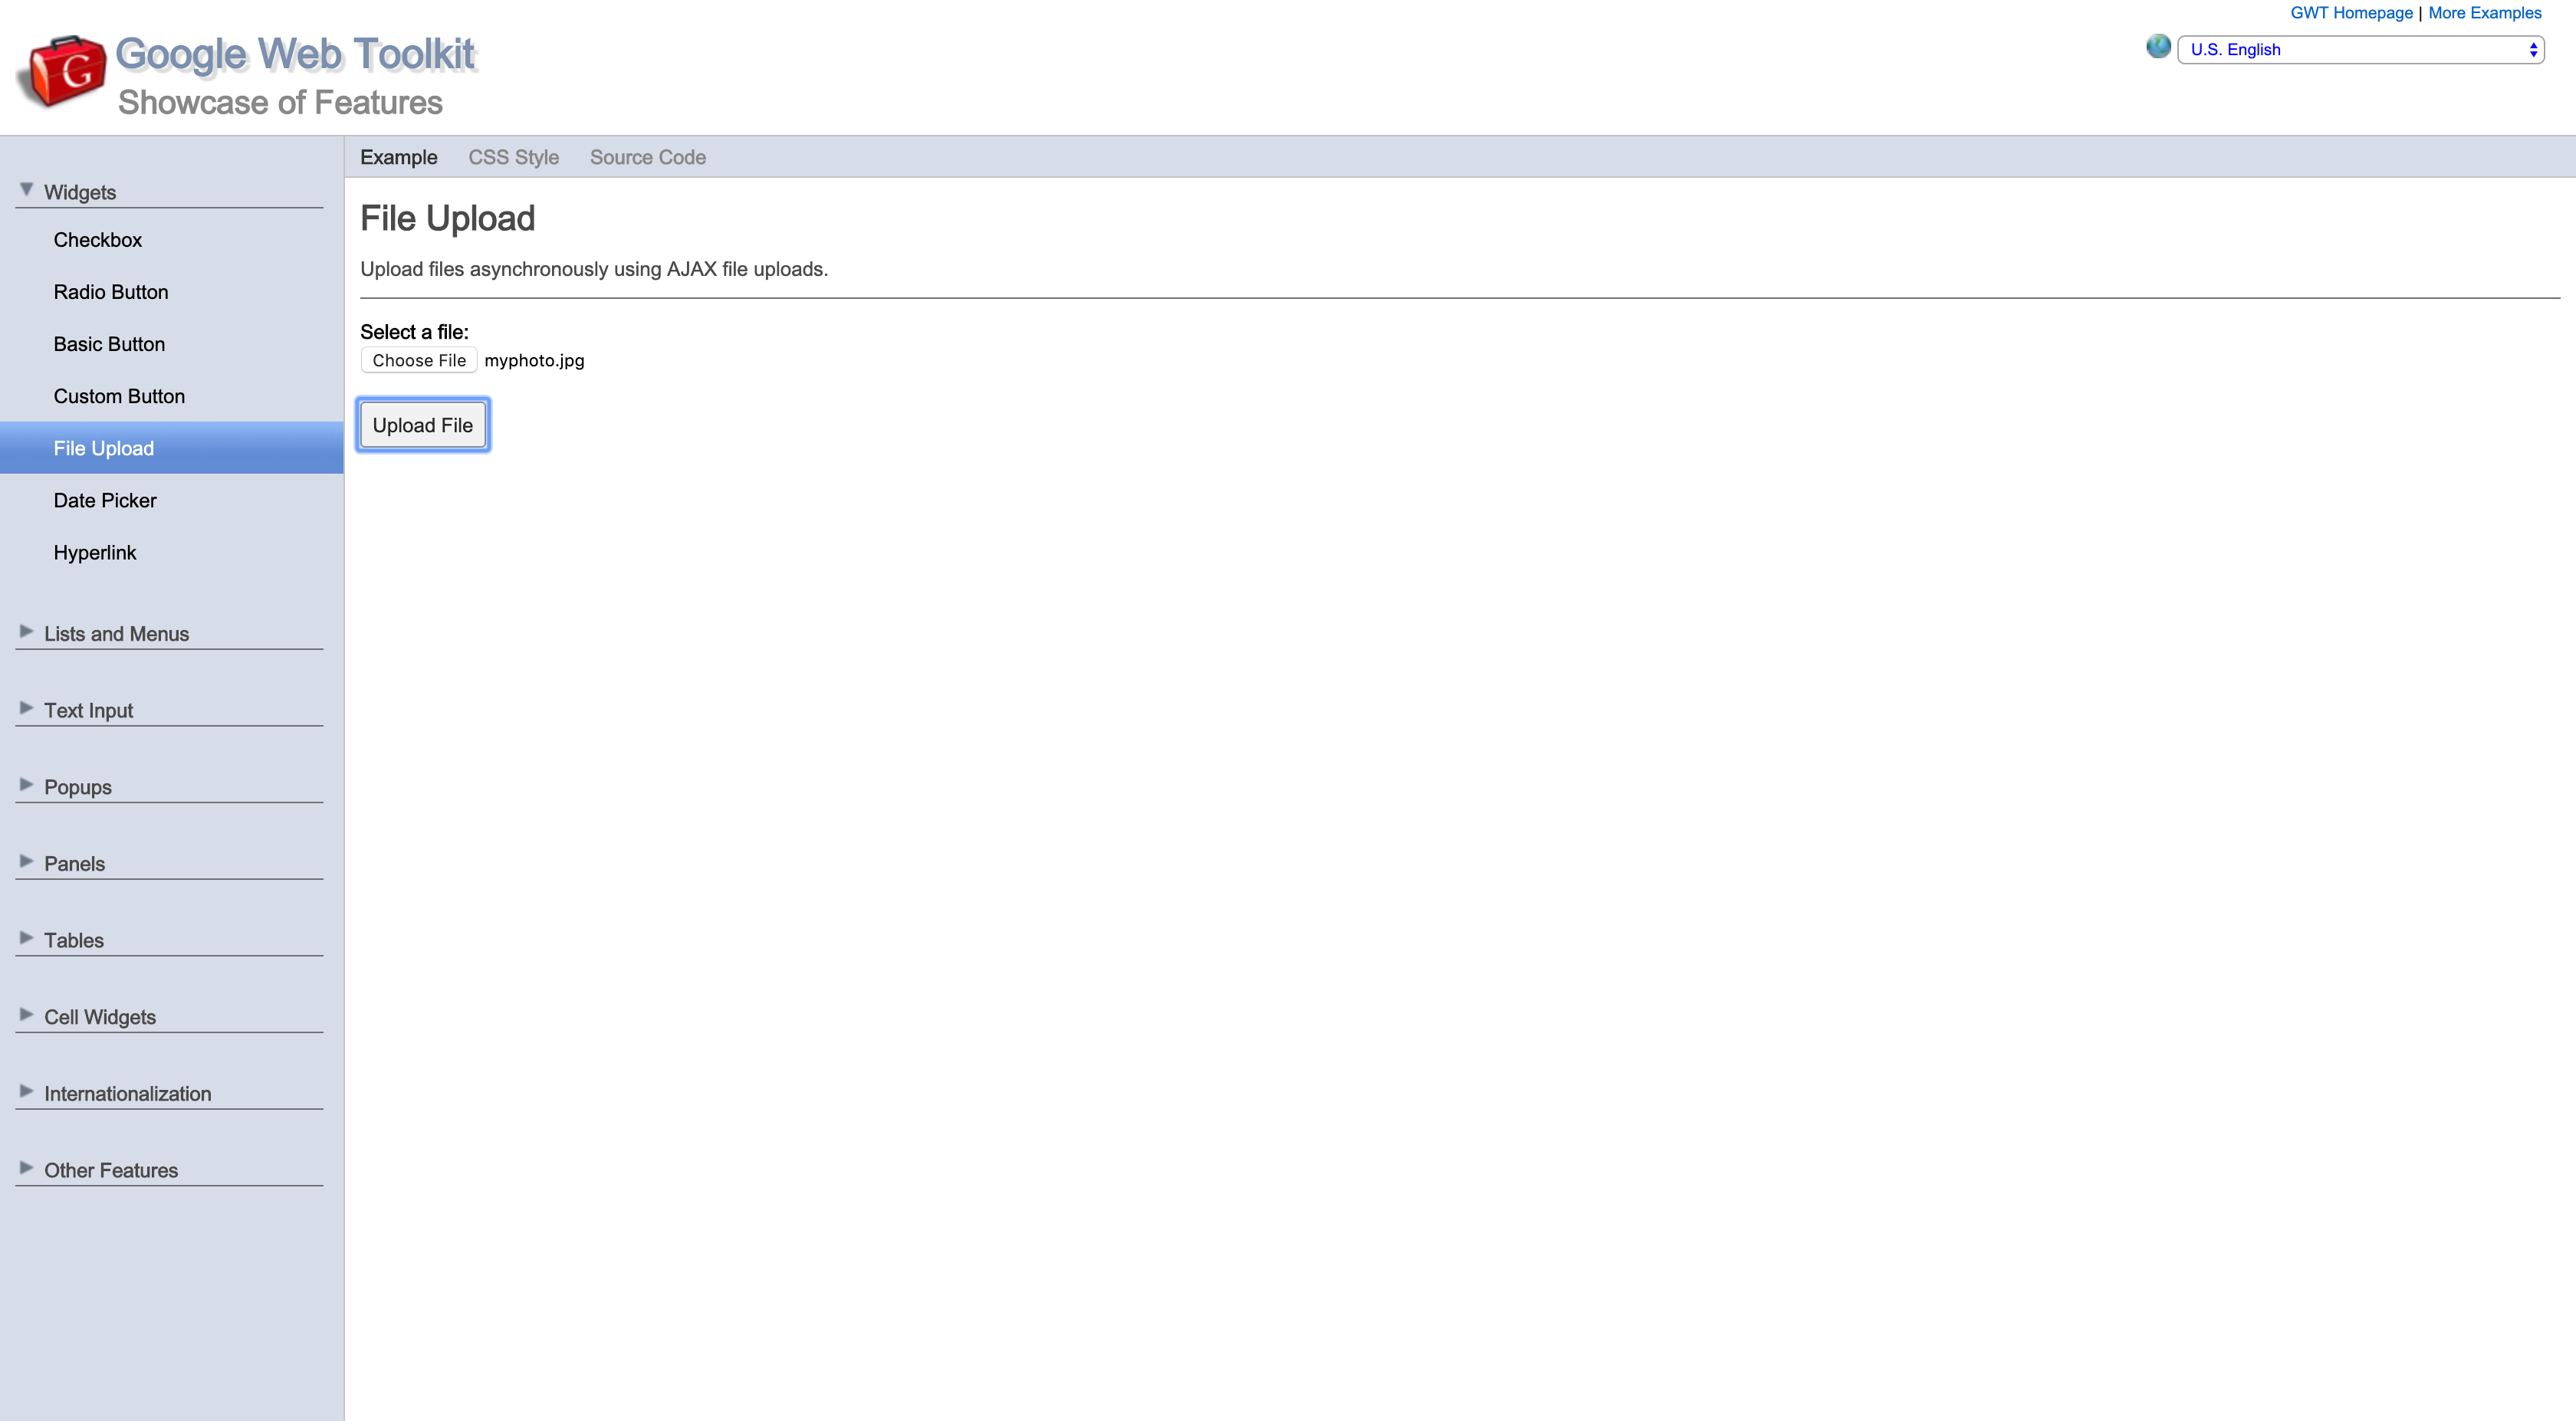 GWT Homepage | More Examples
Google Web Toolkit
Showcase of Features
U.S. English
Example CSS Style Source Code
Widgets
Checkbox
Radio Button
Basic Button
Custom Button
File Upload
Date Picker
Hyperlink
Lists and Menus
Text Input
Popups
Panels
Tables
Cell Widgets
Internationalization
Other Features
File Upload
Upload files asynchronously using AJAX file uploads.
Select a file:
Choose File myphoto.jpg
Upload File
G